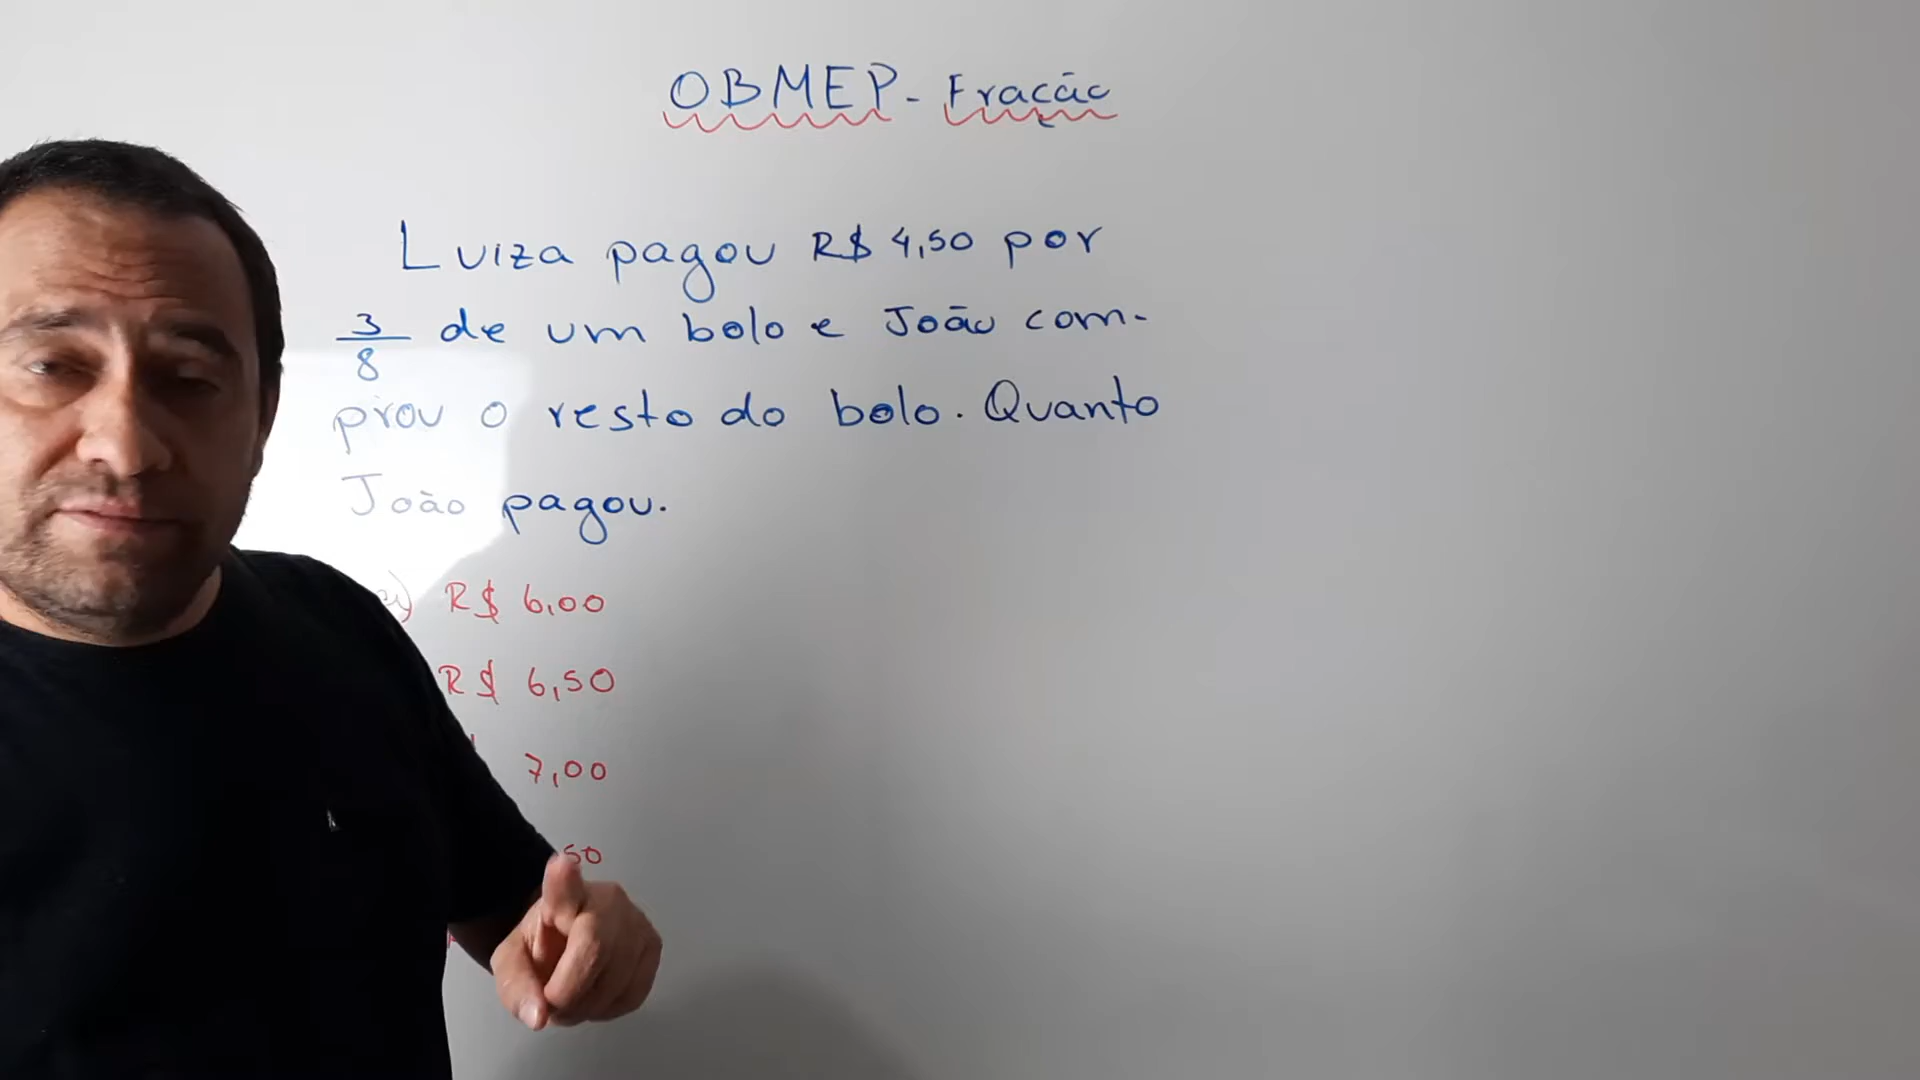 OBMEP - Fração
Luiza pagou R$ 4,50 por
3/8 de um bolo e João com-
prou o resto do bolo. Quanto
João pagou.
a) R$ 6,00
R$ 6,50
7,00
50